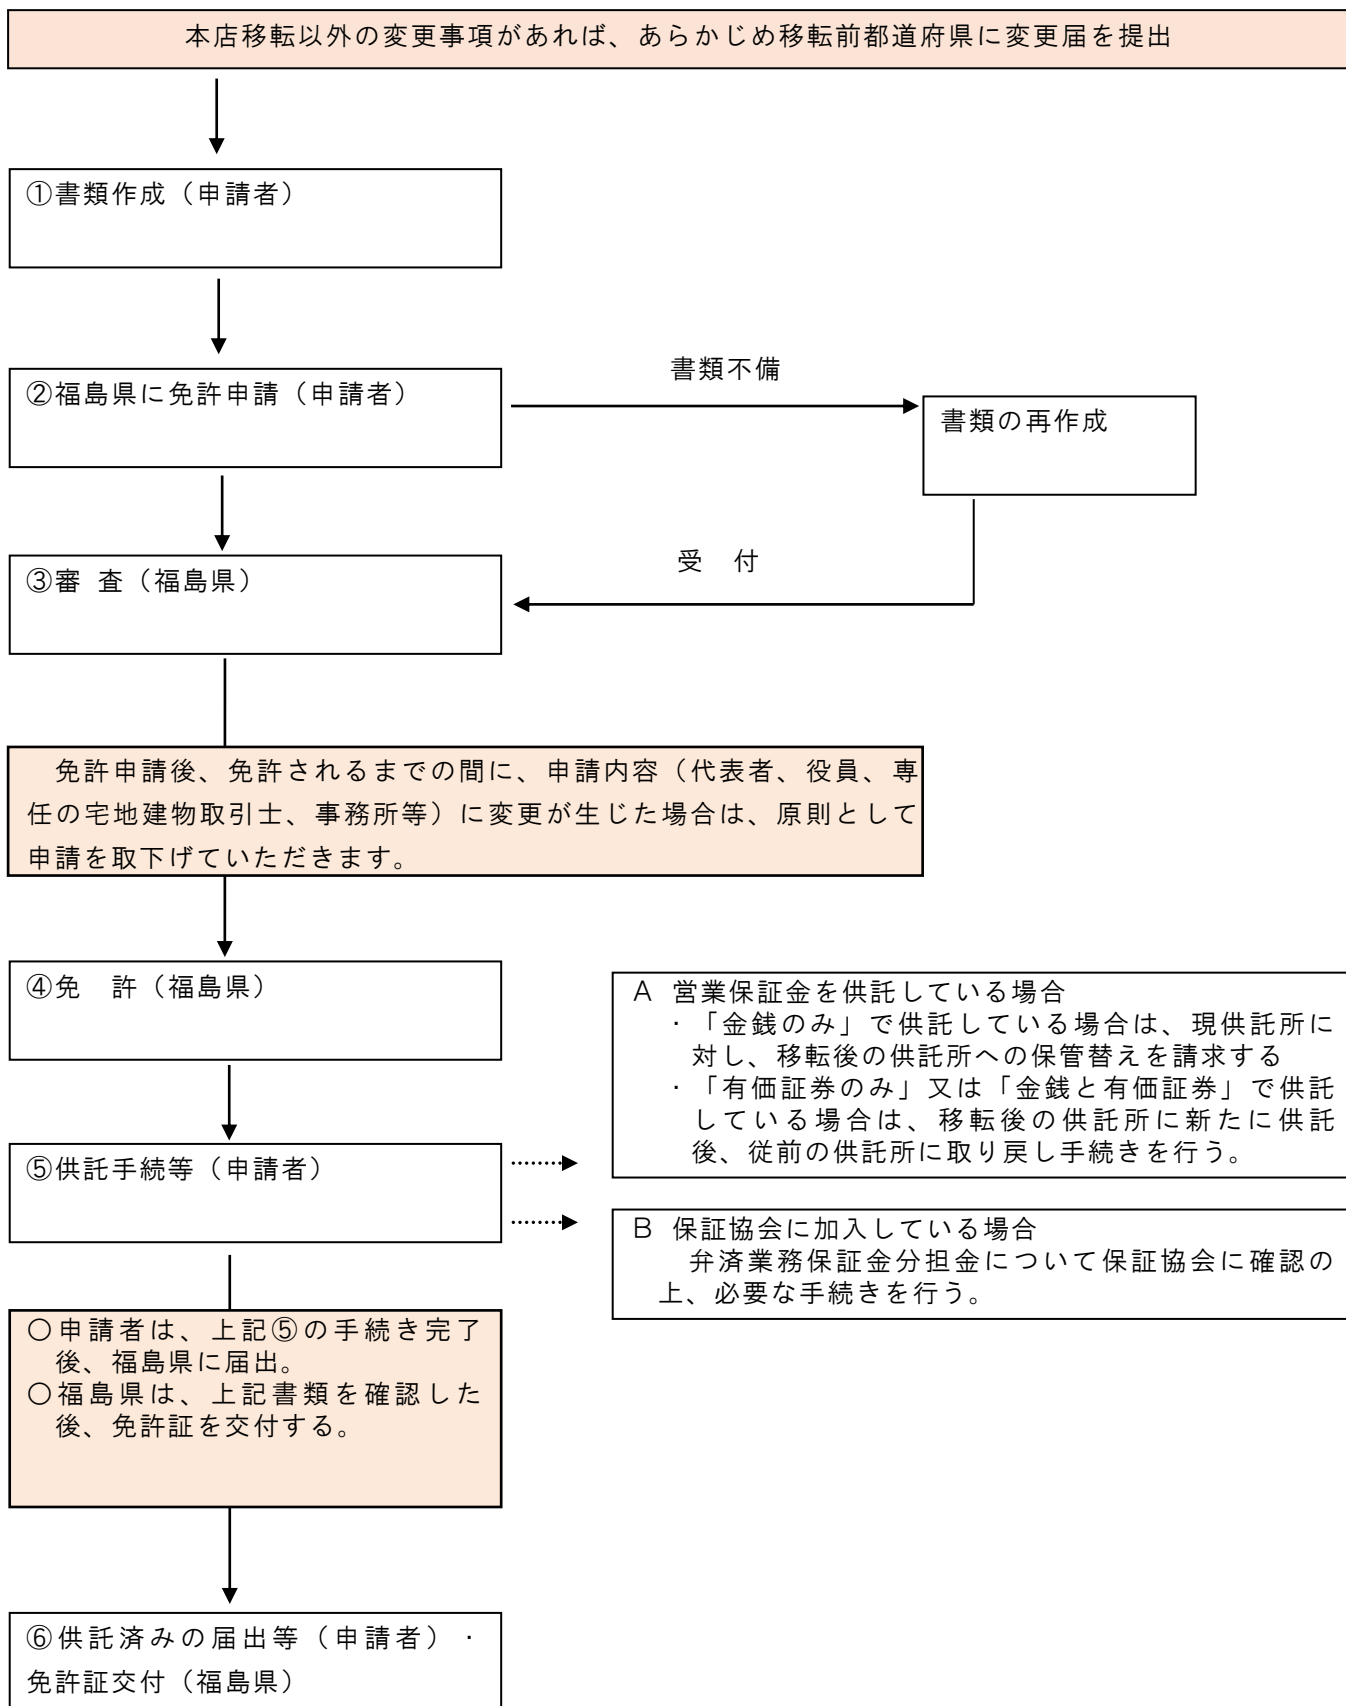 本店移転以外の変更事項があれば、あらかじめ移転前都道府県に変更届を提出
①書類作成（申請者）
②福島県に免許申請（申請者）
書類不備
書類の再作成
受　付
③審 査（福島県）
免許申請後、免許されるまでの間に、申請内容（代表者、役員、専
任の宅地建物取引士、事務所等）に変更が生じた場合は、原則として
申請を取下げていただきます。
④免　許（福島県）
⑤供託手続等（申請者）
A 営業保証金を供託している場合
・「金銭のみ」で供託している場合は、現供託所に
対し、移転後の供託所への保管替えを請求する
・「有価証券のみ」又は「金銭と有価証券」で供託
している場合は、移転後の供託所に新たに供託
後、従前の供託所に取り戻し手続きを行う。
B 保証協会に加入している場合
弁済業務保証金分担金について保証協会に確認の
上、必要な手続きを行う。
〇申請者は、上記⑤の手続き完了
後、福島県に届出。
〇福島県は、上記書類を確認した
後、免許証を交付する。
⑥供託済みの届出等（申請者）・
免許証交付（福島県）